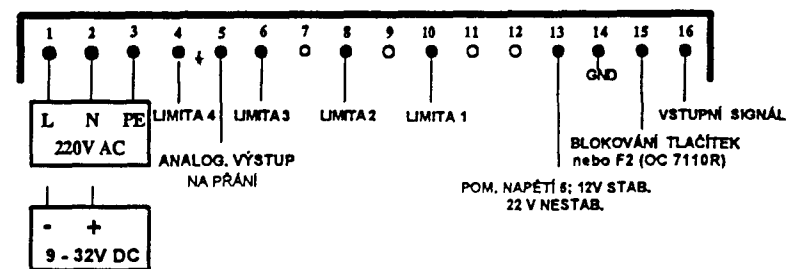 1 2 3 4 5 6 7 8 9 10 11 12 13 14 15 16
GND
L N PE LIMITA 4 LIMITA 3 LIMITA 2 LIMITA 1 VSTUPNÍ SIGNÁL
220V AC
ANALOG. VÝSTUP
NA PŘÁNÍ
BLOKOVÁNÍ TLAČÍTEK
nebo F2 (OC 7110R)
POM. NAPĚTÍ 5; 12V STAB.
22 V NESTAB.
- +
9 - 32V DC